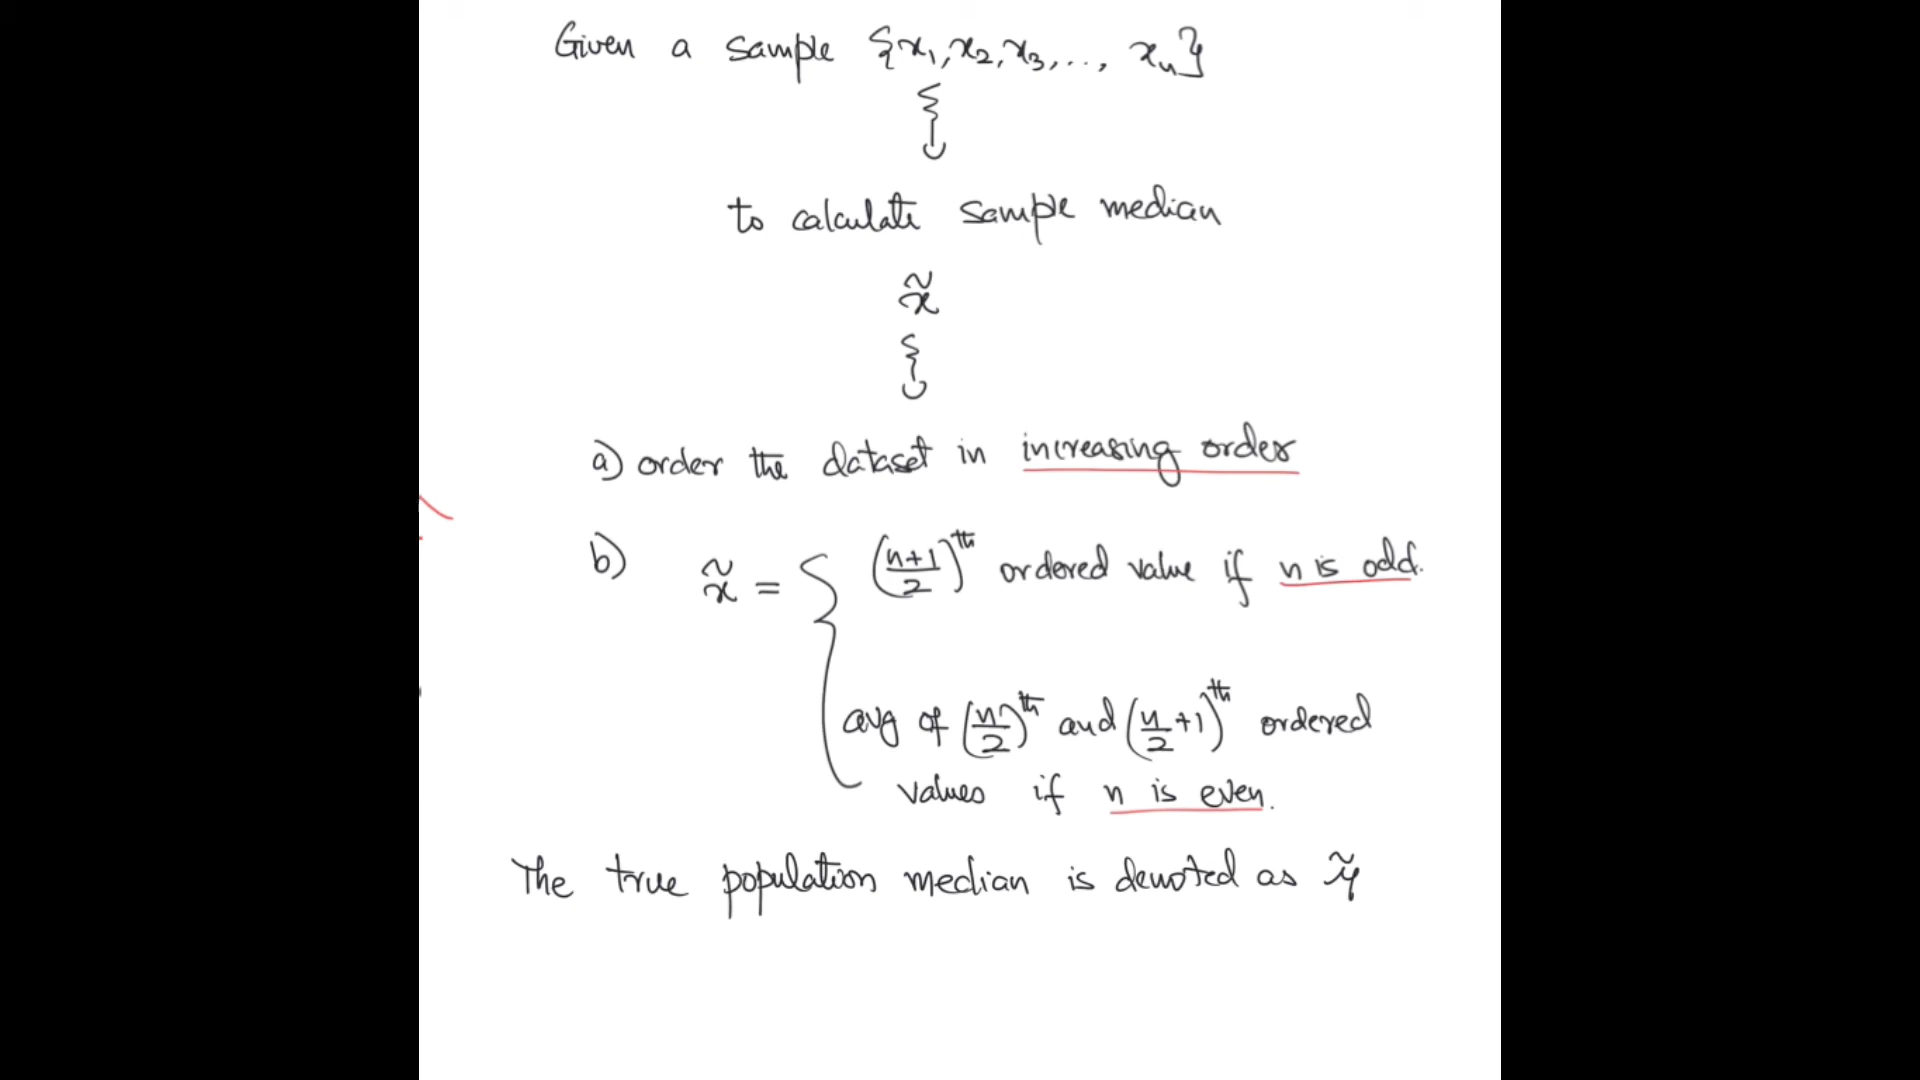 Given a sample {x₁, x₂, x₃, ..., xₙ}
to calculate sample median
x̃
a) order the dataset in increasing order
b) x̃ = { ((n+1)/2)ᵗʰ ordered value if n is odd.
avg of (n/2)ᵗʰ and (n/2 +1)ᵗʰ ordered
values if n is even.
The true population median is denoted as μ̃